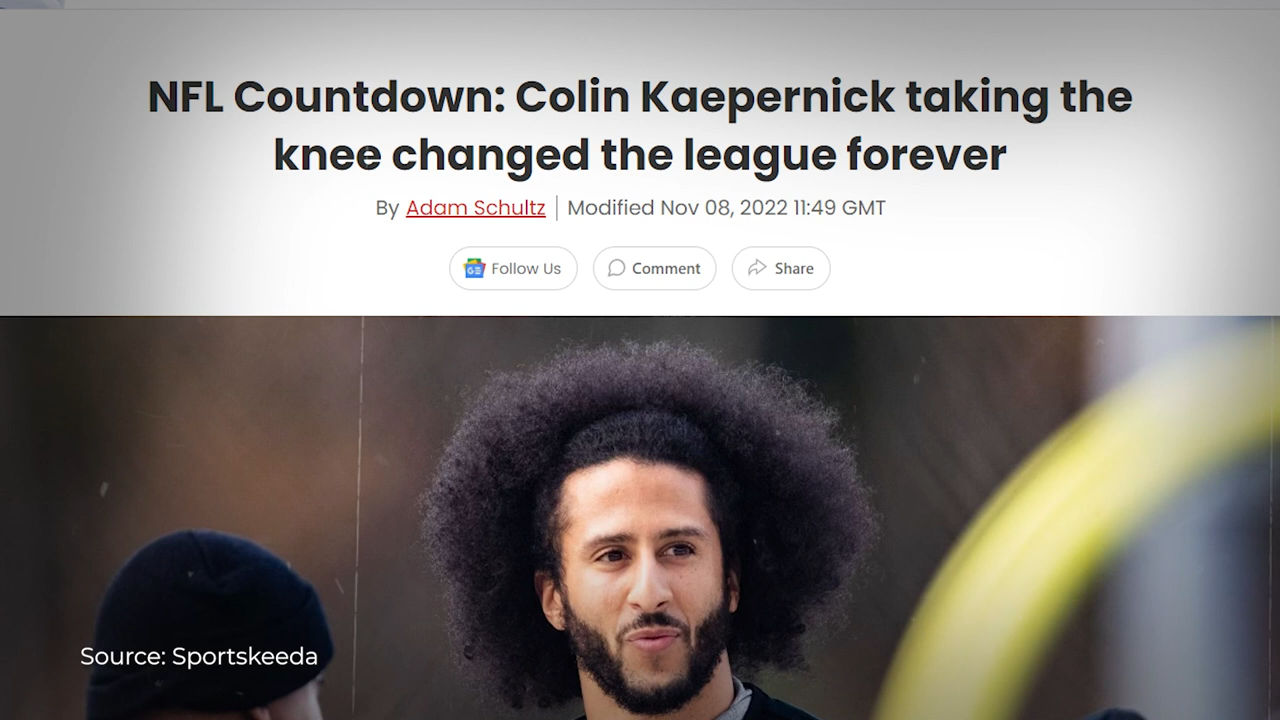 NFL Countdown: Colin Kaepernick taking the
knee changed the league forever
By Adam Schultz | Modified Nov 08, 2022 11:49 GMT
Follow Us
Comment
Share
Source: Sportskeeda